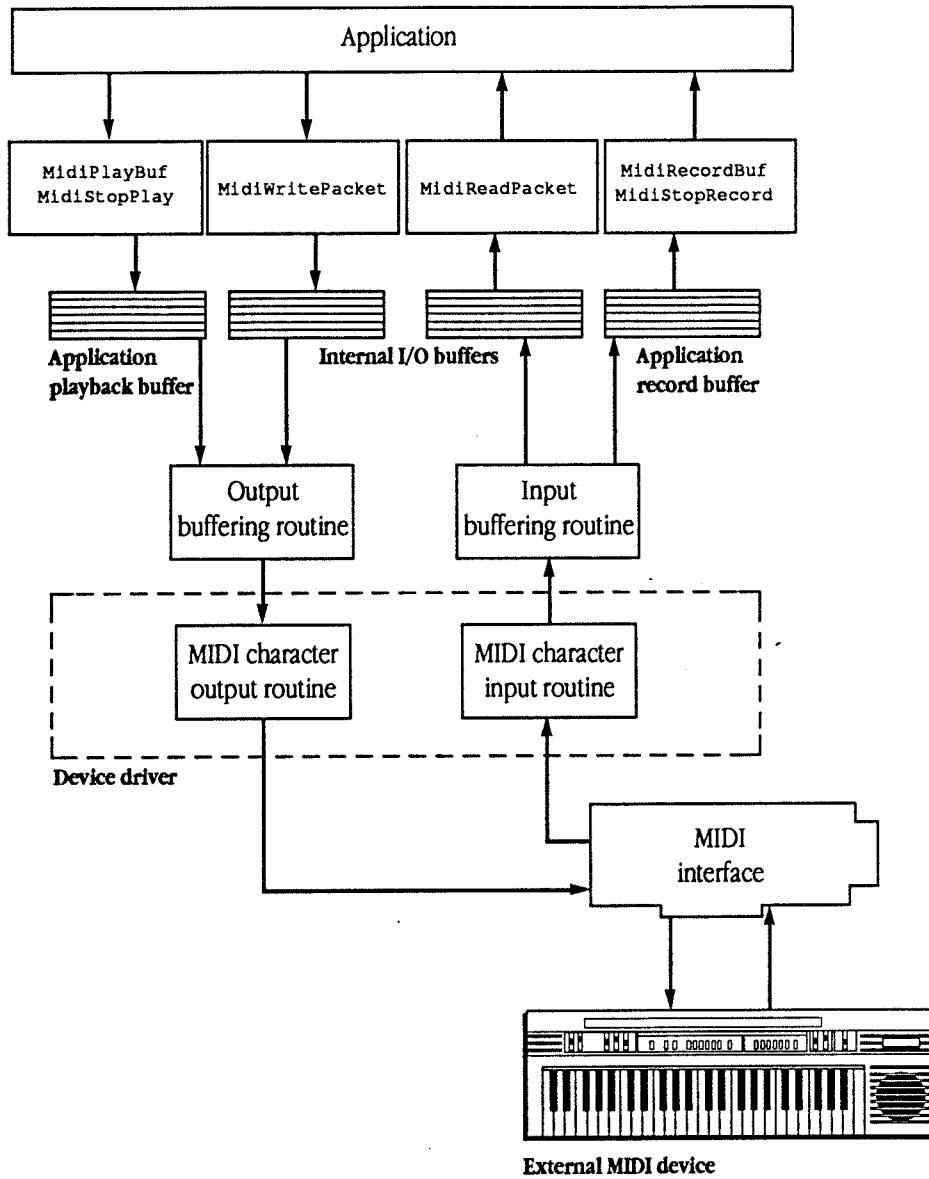 Application
MidiPlayBuf
MidiStopPlay
MidiWritePacket
MidiReadPacket
MidiRecordBuf
MidiStopRecord
Application
playback buffer
Internal I/O buffers
Application
record buffer
Output
buffering routine
Input
buffering routine
MIDI character
output routine
MIDI character
input routine
Device driver
MIDI
interface
External MIDI device